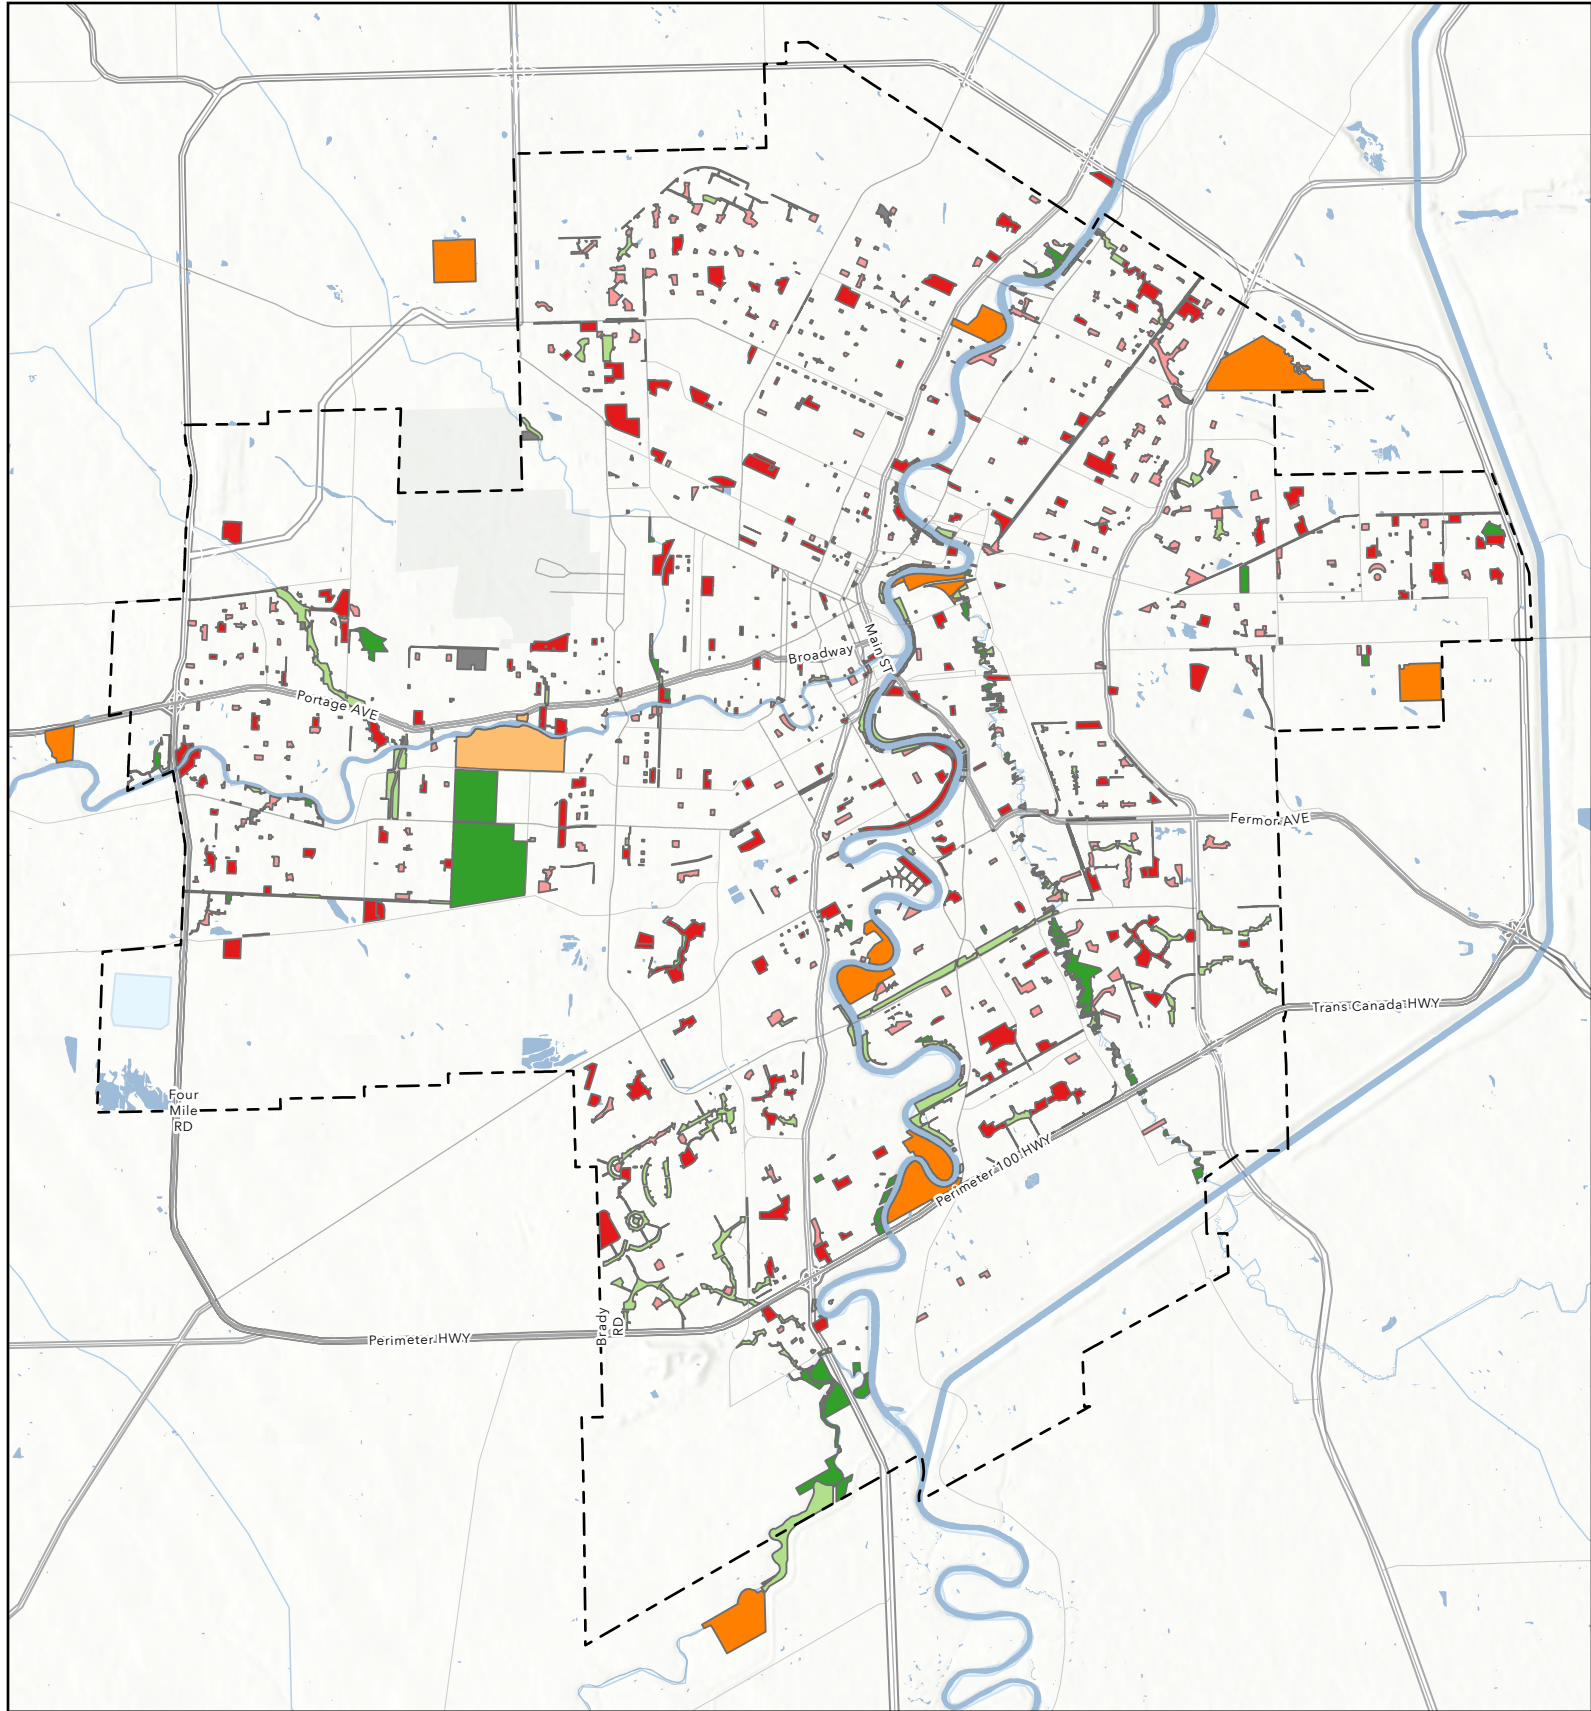 Main ST
Broadway
Portage AVE
Fermor AVE
Trans Canada HWY
Four
Mile
RD
Perimeter 100 HWY
Brady
RD
Perimeter HWY